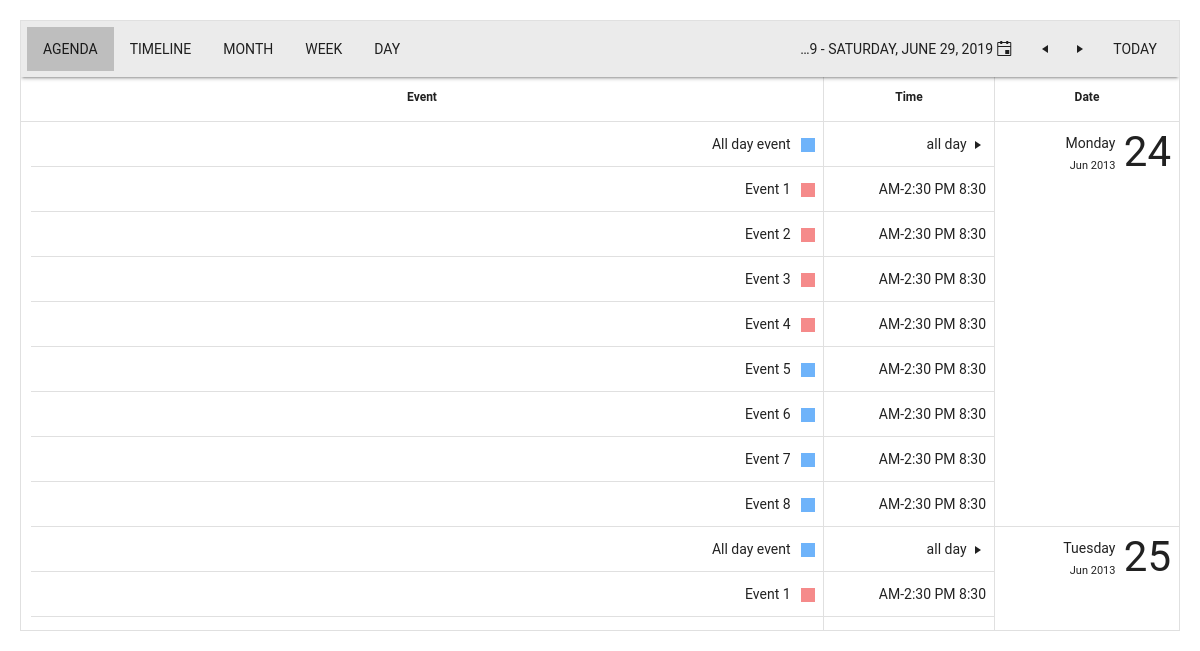 AGENDA TIMELINE MONTH WEEK DAY …9 - SATURDAY, JUNE 29, 2019 TODAY
Event Time Date
All day event all day Monday 24
Jun 2013
Event 1 AM-2:30 PM 8:30
Event 2 AM-2:30 PM 8:30
Event 3 AM-2:30 PM 8:30
Event 4 AM-2:30 PM 8:30
Event 5 AM-2:30 PM 8:30
Event 6 AM-2:30 PM 8:30
Event 7 AM-2:30 PM 8:30
Event 8 AM-2:30 PM 8:30
All day event all day Tuesday 25
Jun 2013
Event 1 AM-2:30 PM 8:30